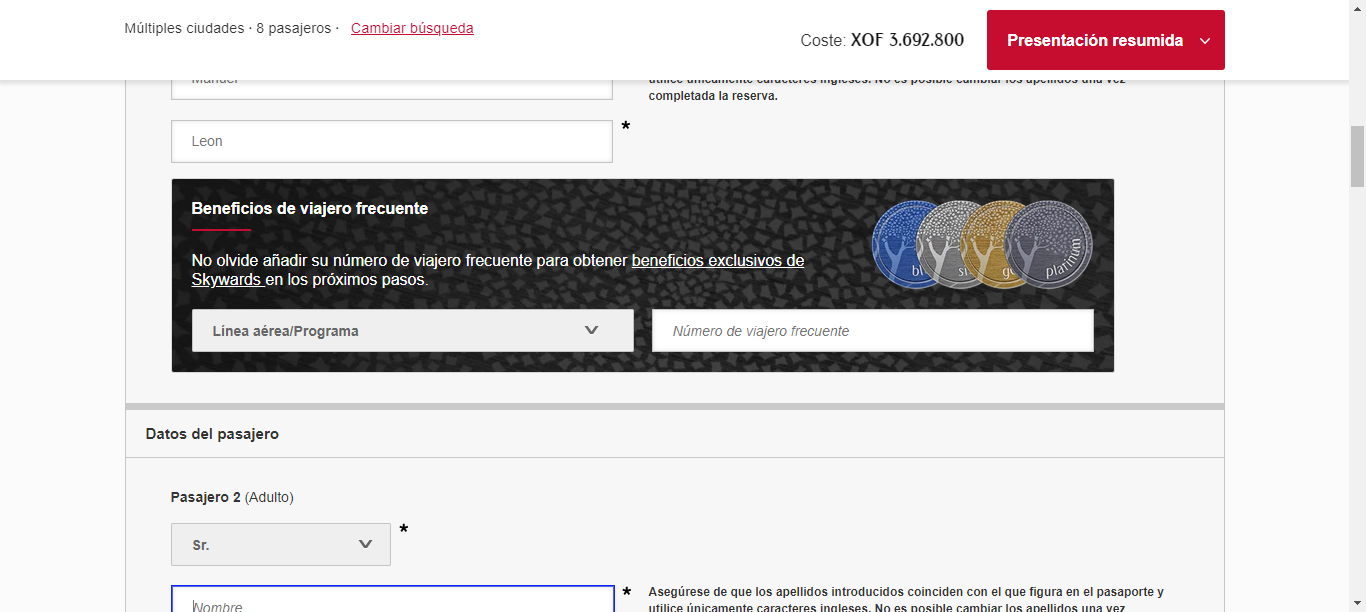 Múltiples ciudades · 8 pasajeros · Cambiar búsqueda
Coste: XOF 3.692.800
Presentación resumida
Manuel
utilice únicamente caracteres ingleses. No es posible cambiar los apellidos una vez
completada la reserva.
Leon
*
Beneficios de viajero frecuente
No olvide añadir su número de viajero frecuente para obtener beneficios exclusivos de
Skywards en los próximos pasos.
bl
si
go
platinum
Línea aérea/Programa
Número de viajero frecuente
Datos del pasajero
Pasajero 2 (Adulto)
Sr.
*
Nombre
*
Asegúrese de que los apellidos introducidos coinciden con el que figura en el pasaporte y
utilice únicamente caracteres ingleses. No es posible cambiar los apellidos una vez